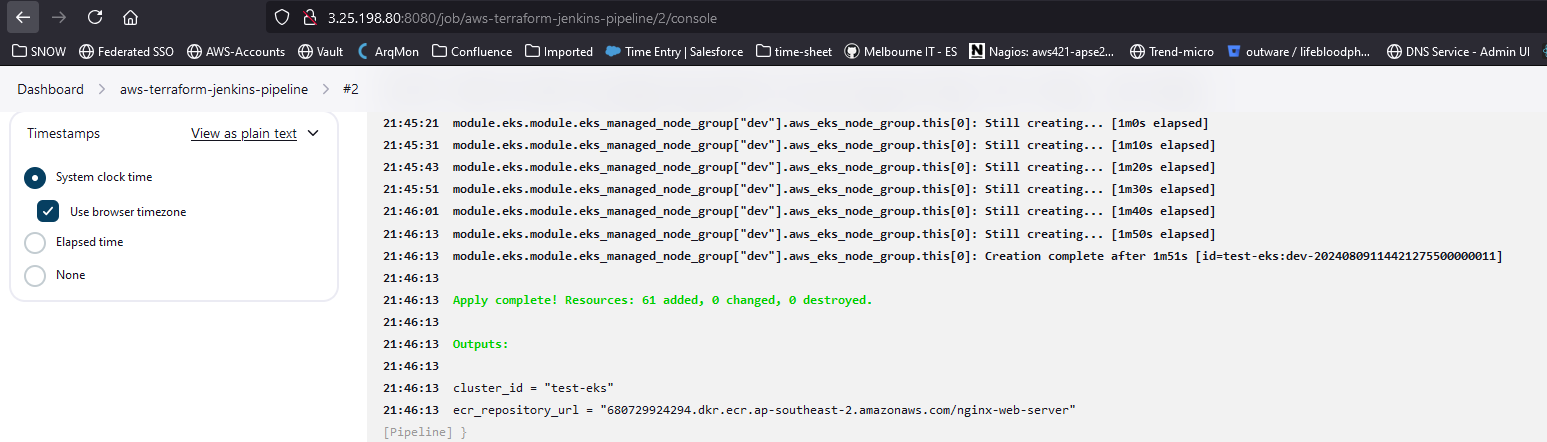 3.25.198.80:8080/job/aws-terraform-jenkins-pipeline/2/console
SNOW Federated SSO AWS-Accounts Vault ArqMon Confluence Imported Time Entry | Salesforce time-sheet Melbourne IT - ES Nagios: aws421-apse2... Trend-micro outware / lifebloodph... DNS Service - Admin UI
Dashboard aws-terraform-jenkins-pipeline #2
Timestamps View as plain text
System clock time
Use browser timezone
Elapsed time
None
21:45:21 module.eks.module.eks_managed_node_group["dev"].aws_eks_node_group.this[0]: Still creating... [1m0s elapsed]
21:45:31 module.eks.module.eks_managed_node_group["dev"].aws_eks_node_group.this[0]: Still creating... [1m10s elapsed]
21:45:43 module.eks.module.eks_managed_node_group["dev"].aws_eks_node_group.this[0]: Still creating... [1m20s elapsed]
21:45:51 module.eks.module.eks_managed_node_group["dev"].aws_eks_node_group.this[0]: Still creating... [1m30s elapsed]
21:46:01 module.eks.module.eks_managed_node_group["dev"].aws_eks_node_group.this[0]: Still creating... [1m40s elapsed]
21:46:13 module.eks.module.eks_managed_node_group["dev"].aws_eks_node_group.this[0]: Still creating... [1m50s elapsed]
21:46:13 module.eks.module.eks_managed_node_group["dev"].aws_eks_node_group.this[0]: Creation complete after 1m51s [id=test-eks:dev-20240809114421275500000011]
21:46:13
21:46:13 Apply complete! Resources: 61 added, 0 changed, 0 destroyed.
21:46:13
21:46:13 Outputs:
21:46:13
21:46:13 cluster_id = "test-eks"
21:46:13 ecr_repository_url = "680729924294.dkr.ecr.ap-southeast-2.amazonaws.com/nginx-web-server"
[Pipeline] }